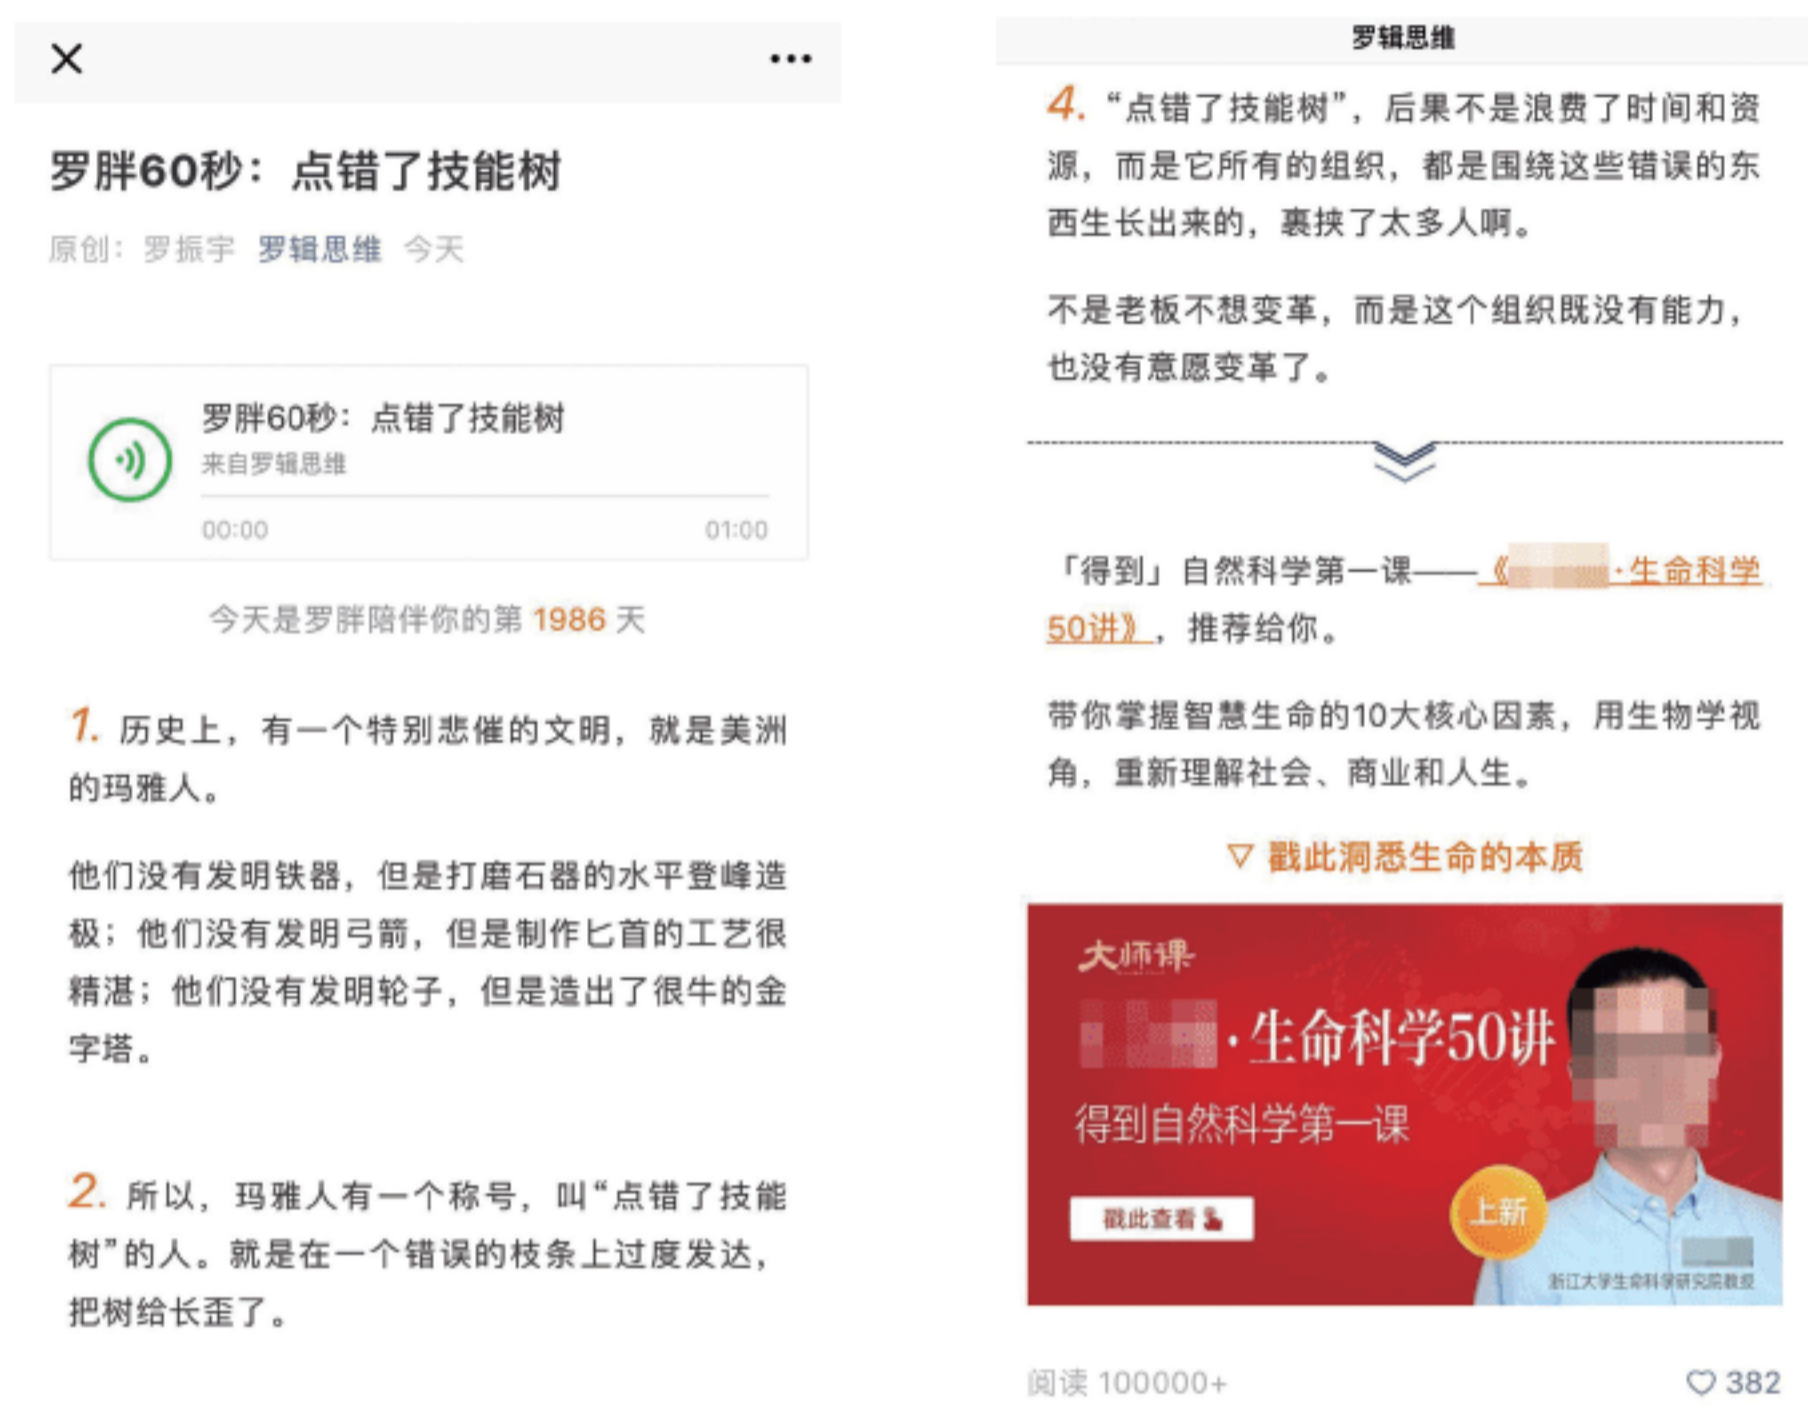 罗胖60秒：点错了技能树
原创：罗振宇 罗辑思维 今天
罗胖60秒：点错了技能树
来自罗辑思维
00:00 01:00
今天是罗胖陪伴你的第 1986 天
1. 历史上，有一个特别悲催的文明，就是美洲
的玛雅人。
他们没有发明铁器，但是打磨石器的水平登峰造
极；他们没有发明弓箭，但是制作匕首的工艺很
精湛；他们没有发明轮子，但是造出了很牛的金
字塔。
2. 所以，玛雅人有一个称号，叫“点错了技能
树”的人。就是在一个错误的枝条上过度发达，
把树给长歪了。
罗辑思维
4. “点错了技能树”，后果不是浪费了时间和资
源，而是它所有的组织，都是围绕这些错误的东
西生长出来的，裹挟了太多人啊。
不是老板不想变革，而是这个组织既没有能力，
也没有意愿变革了。
「得到」自然科学第一课——《·生命科学
50讲》，推荐给你。
带你掌握智慧生命的10大核心因素，用生物学视
角，重新理解社会、商业和人生。
▽ 戳此洞悉生命的本质
大师课
·生命科学50讲
得到自然科学第一课
戳此查看
上新
浙江大学生命科学研究院教授
阅读 100000+ 382